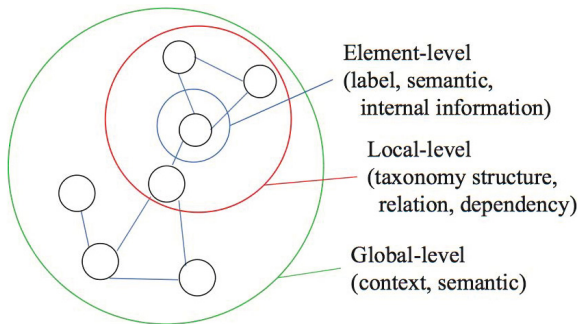 Element-level
(label, semantic,
internal information)
Local-level
(taxonomy structure,
relation, dependency)
Global-level
(context, semantic)